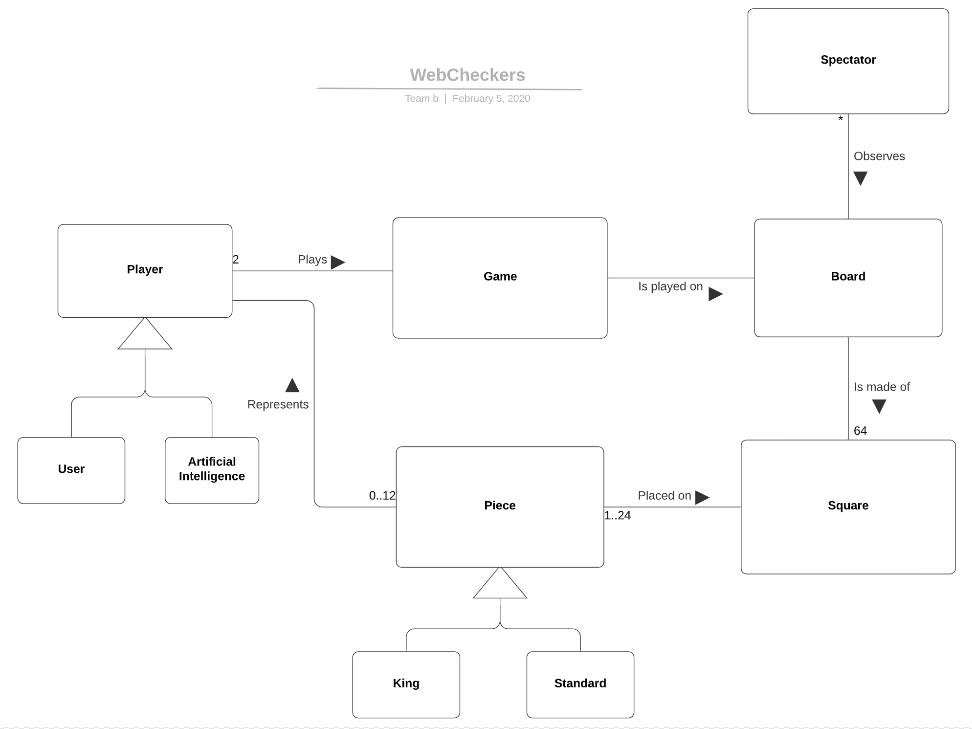 Spectator
WebCheckers
Team b | February 5, 2020
*
Observes
Player
2
Plays
Game
Is played on
Board
Represents
Is made of
64
User
Artificial
Intelligence
0..12
Piece
Placed on
1..24
Square
King
Standard